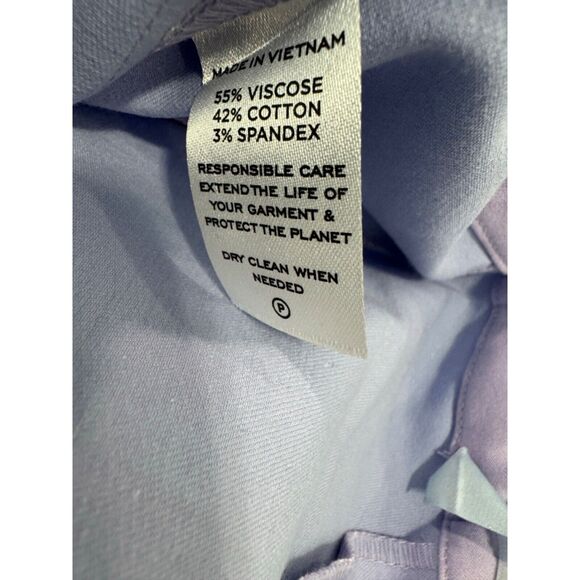 MADE IN VIETNAM
55% VISCOSE
42% COTTON
3% SPANDEX
RESPONSIBLE CARE
EXTEND THE LIFE OF
YOUR GARMENT &
PROTECT THE PLANET
DRY CLEAN WHEN
NEEDED
P